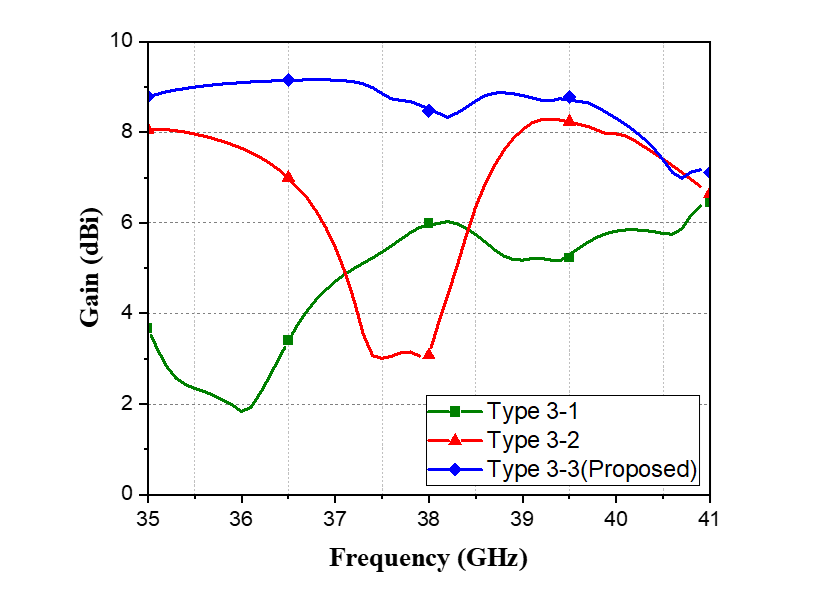 10
8
6
4
2
0
Gain (dBi)
35
36
37
38
39
40
41
Frequency (GHz)
Type 3-1
Type 3-2
Type 3-3(Proposed)